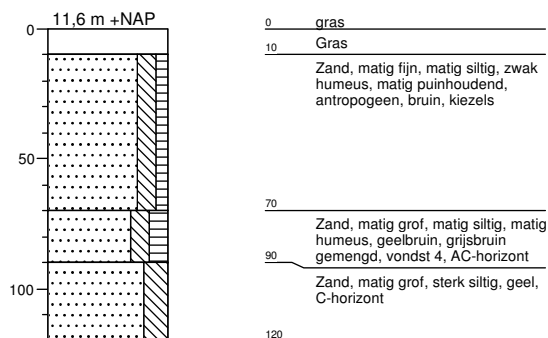 11,6 m +NAP
0
50
100
0 gras
10 Gras
Zand, matig fijn, matig siltig, zwak
humeus, matig puinhoudend,
antropogeen, bruin, kiezels
70
Zand, matig grof, matig siltig, matig
humeus, geelbruin, grijsbruin
gemengd, vondst 4, AC-horizont
90
Zand, matig grof, sterk siltig, geel,
C-horizont
120